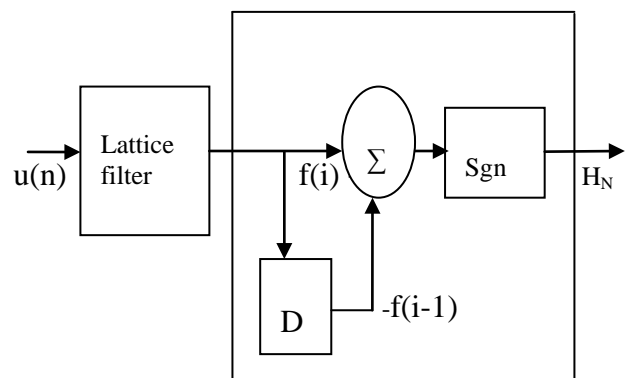 Lattice
filter
u(n)
f(i)
∑
Sgn
H_N
D
-f(i-1)